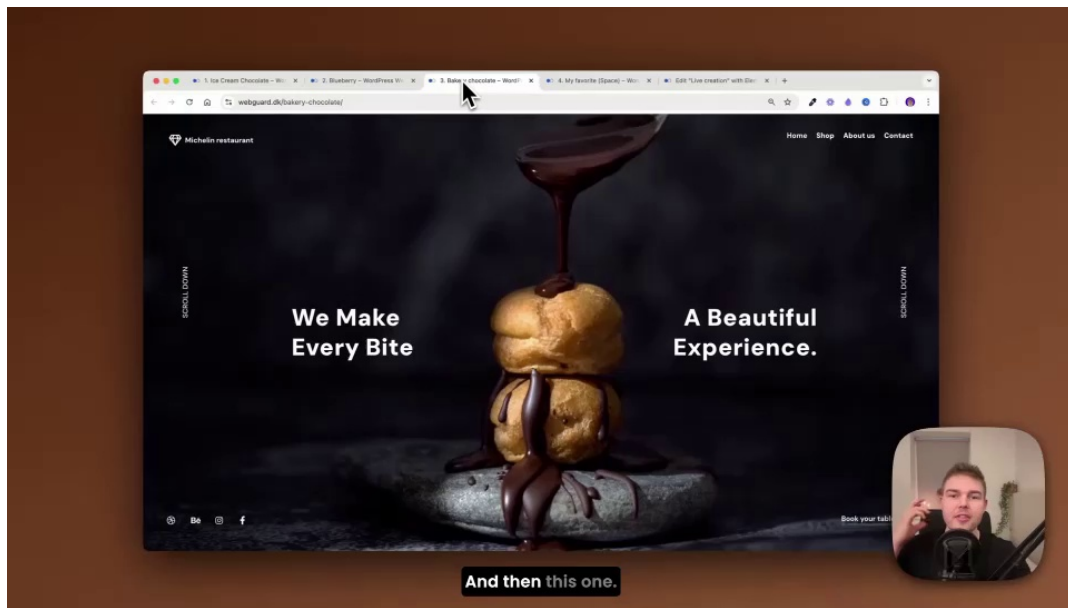 1. Ice Cream Chocolate – Wo
2. Blueberry – WordPress W
3. Bakery chocolate – WordP
4. My favorite (Space) – Wo
Edit "Live creation" with Ele
webguard.dk/bakery-chocolate/
Michelin restaurant
Home Shop About us Contact
SCROLL DOWN
SCROLL DOWN
We Make
Every Bite
A Beautiful
Experience.
Bē
Book your tabl
And then this one.